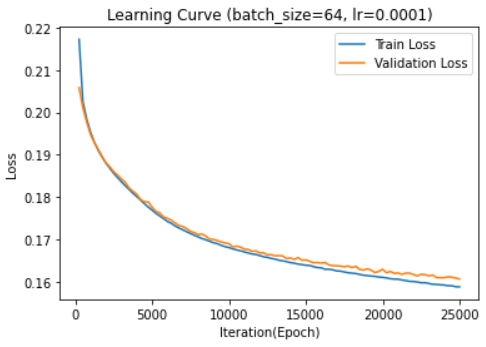 Learning Curve (batch_size=64, lr=0.0001)
0.22
0.21
0.20
0.19
0.18
0.17
0.16
Loss
Train Loss
Validation Loss
0
5000
10000
15000
20000
25000
Iteration(Epoch)